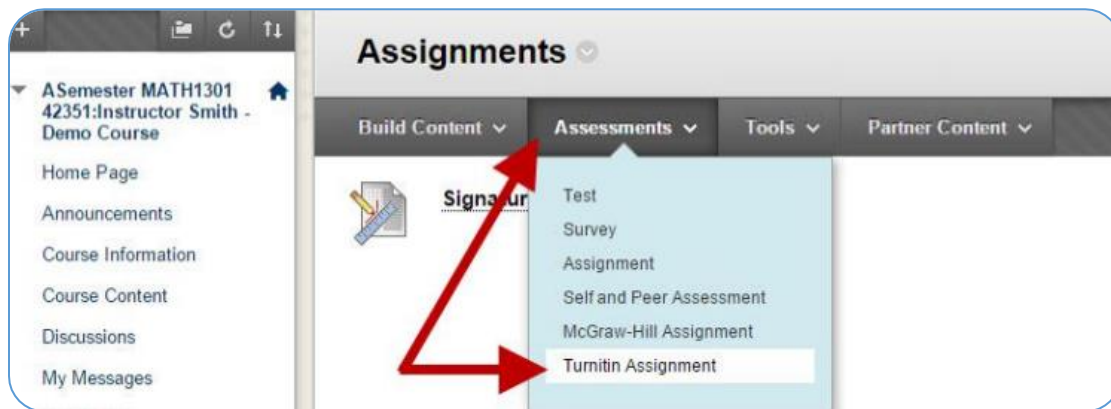 ASemester MATH1301
42351:Instructor Smith -
Demo Course
Home Page
Announcements
Course Information
Course Content
Discussions
My Messages
Assignments
Build Content
Assessments
Tools
Partner Content
Signatur
Test
Survey
Assignment
Self and Peer Assessment
McGraw-Hill Assignment
Turnitin Assignment